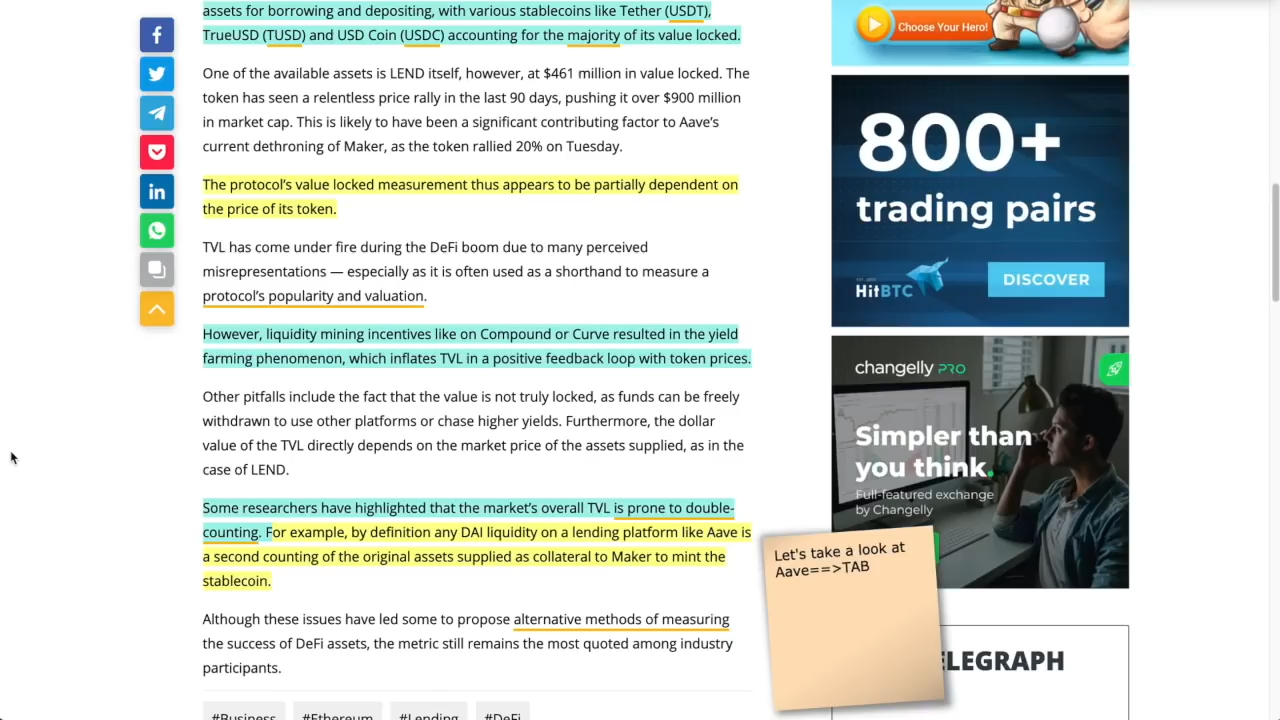 assets for borrowing and depositing, with various stablecoins like Tether (USDT),
TrueUSD (TUSD) and USD Coin (USDC) accounting for the majority of its value locked.
One of the available assets is LEND itself, however, at $461 million in value locked. The
token has seen a relentless price rally in the last 90 days, pushing it over $900 million
in market cap. This is likely to have been a significant contributing factor to Aave’s
current dethroning of Maker, as the token rallied 20% on Tuesday.
The protocol’s value locked measurement thus appears to be partially dependent on
the price of its token.
TVL has come under fire during the DeFi boom due to many perceived
misrepresentations — especially as it is often used as a shorthand to measure a
protocol’s popularity and valuation.
However, liquidity mining incentives like on Compound or Curve resulted in the yield
farming phenomenon, which inflates TVL in a positive feedback loop with token prices.
Other pitfalls include the fact that the value is not truly locked, as funds can be freely
withdrawn to use other platforms or chase higher yields. Furthermore, the dollar
value of the TVL directly depends on the market price of the assets supplied, as in the
case of LEND.
Some researchers have highlighted that the market’s overall TVL is prone to double-
counting. For example, by definition any DAI liquidity on a lending platform like Aave is
a second counting of the original assets supplied as collateral to Maker to mint the
stablecoin.
Although these issues have led some to propose alternative methods of measuring
the success of DeFi assets, the metric still remains the most quoted among industry
participants.
#Business #Ethereum #Lending #DeFi
Choose Your Hero!
800+
trading pairs
HitBTC
DISCOVER
changelly PRO
Simpler than
you think.
Full-featured exchange
by Changelly
Let's take a look at
Aave==>TAB
ELEGRAPH